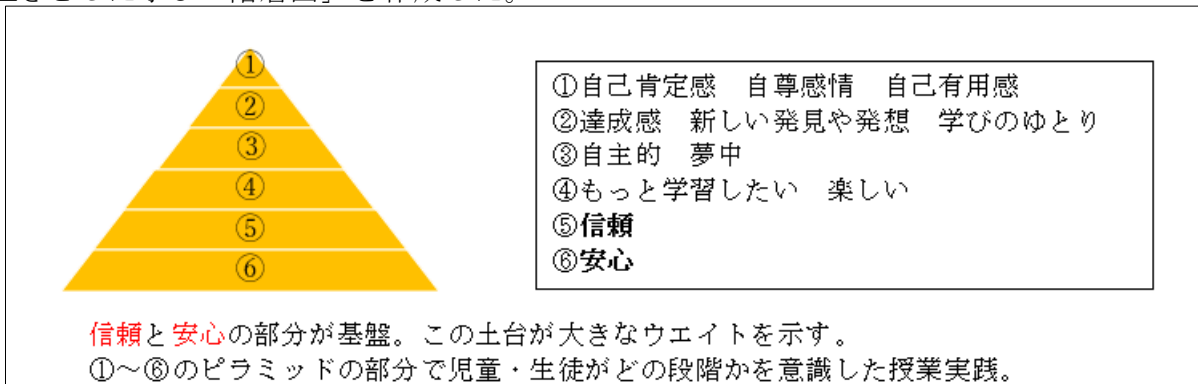 ①
②
③
④
⑤
⑥
①自己肯定感　自尊感情　自己有用感
②達成感　新しい発見や発想　学びのゆとり
③自主的　夢中
④もっと学習したい　楽しい
⑤信頼
⑥安心
信頼と安心の部分が基盤。この土台が大きなウエイトを示す。
①～⑥のピラミッドの部分で児童・生徒がどの段階かを意識した授業実践。